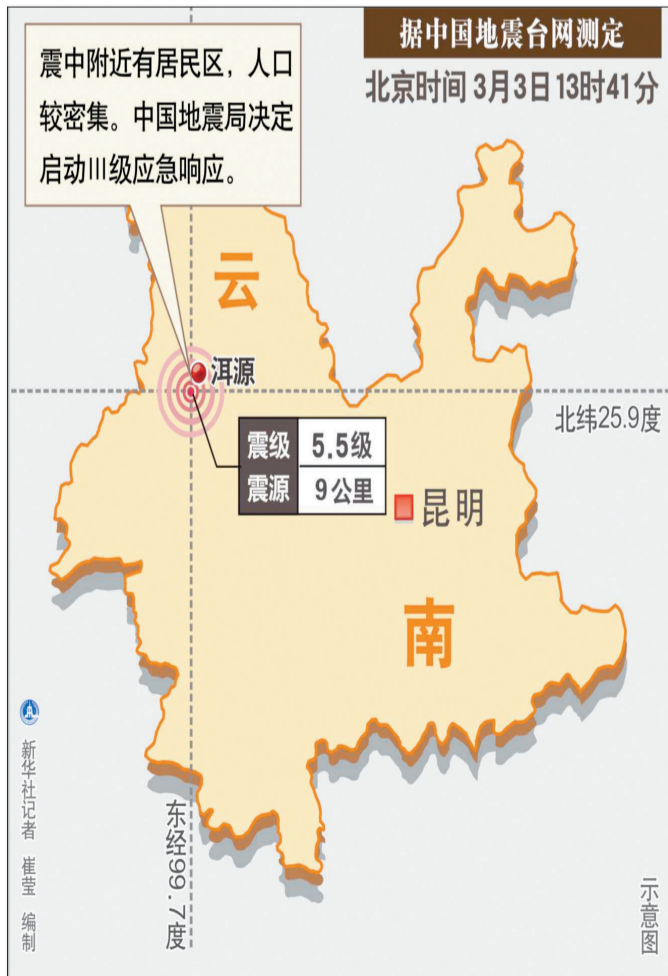 据中国地震台网测定
北京时间 3月3日13时41分
震中附近有居民区，人口
较密集。中国地震局决定
启动III级应急响应。
云
洱源
北纬25.9度
震级 5.5级
震源 9公里
昆明
南
东经99.7度
新华社记者 崔莹 编制
示意图